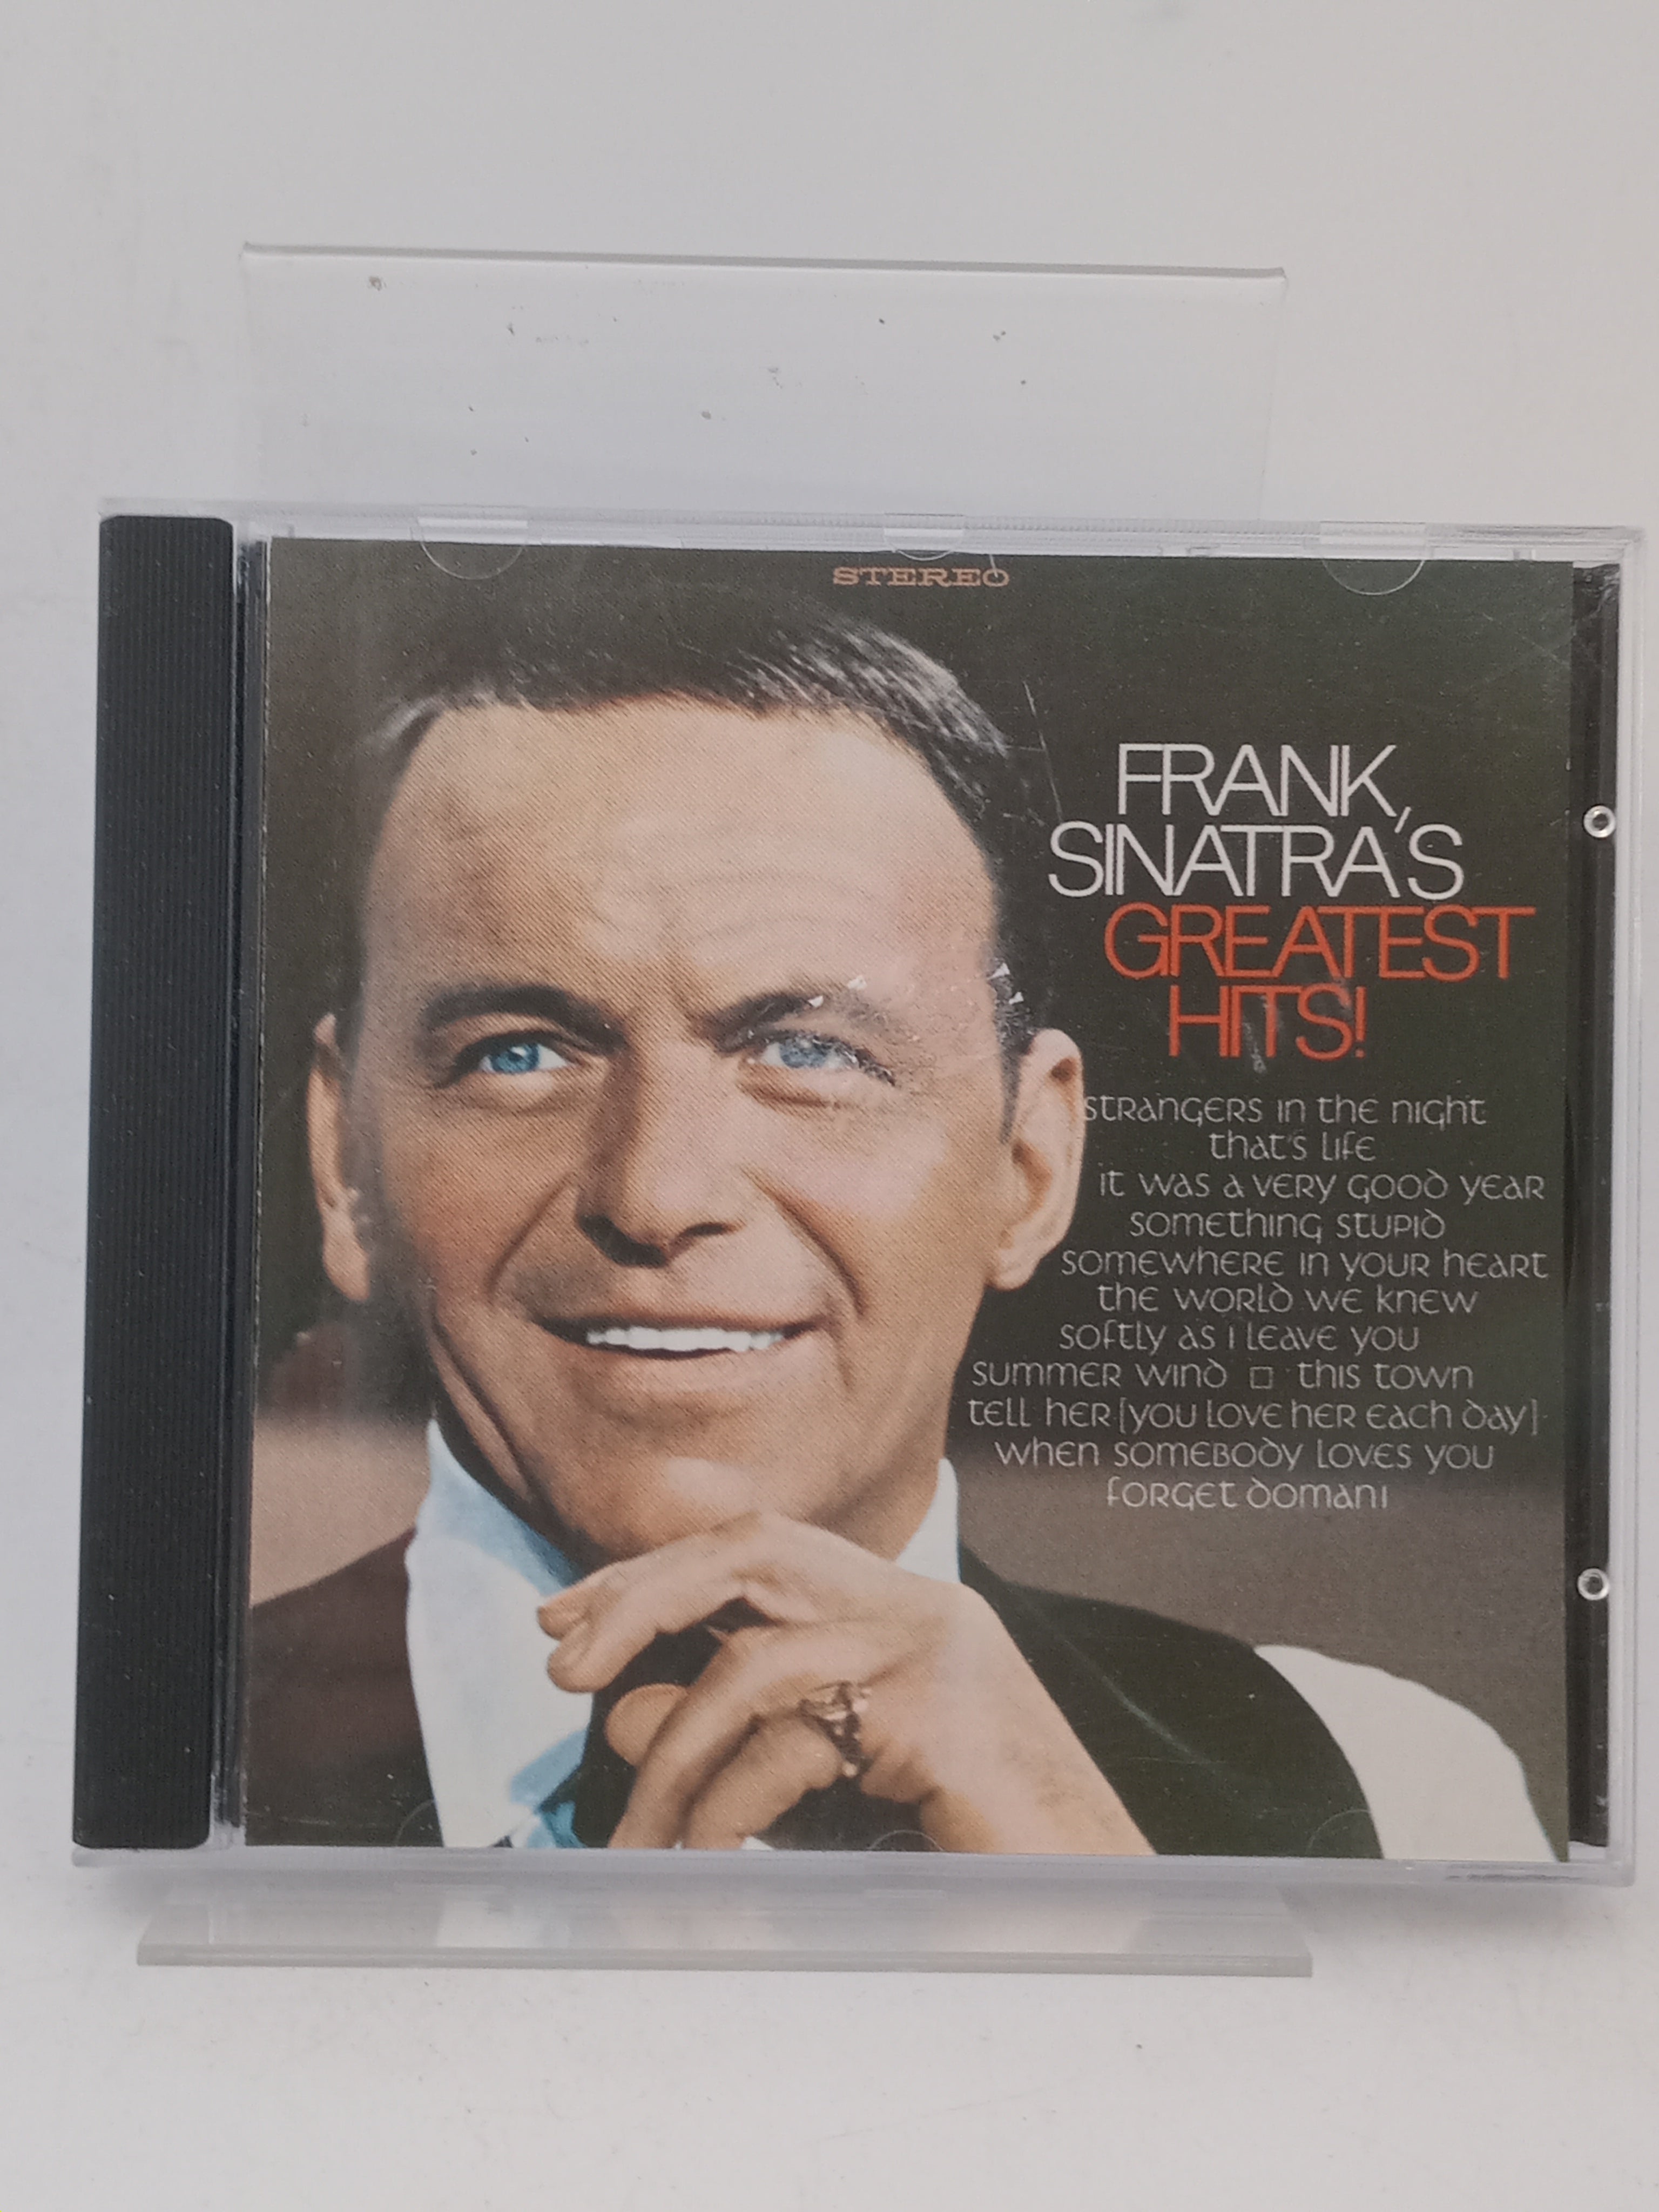 STEREO
FRANK,
SINATRA'S
GREATEST
HITS!
STRANGERS IN THE NIGHT
THAT'S LIFE
IT WAS A VERY GOOD YEAR
SOMETHING STUPID
SOMEWHERE IN YOUR HEART
THE WORLD WE KNEW
SOFTLY AS I LEAVE YOU
SUMMER WIND □ THIS TOWN
TELL HER [YOU LOVE HER EACH DAY]
WHEN SOMEBODY LOVES YOU
FORGET DOMANI